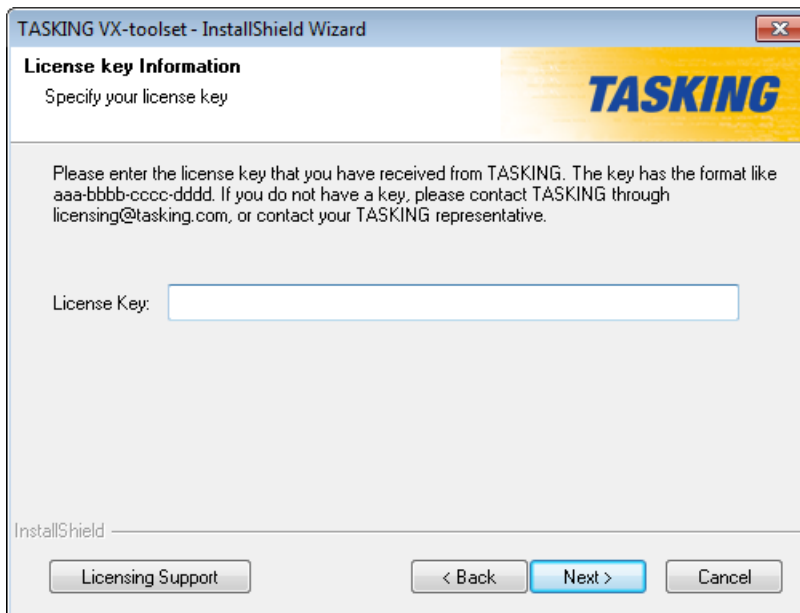 TASKING VX-toolset - InstallShield Wizard
License key Information
Specify your license key
TASKING
Please enter the license key that you have received from TASKING. The key has the format like
aaa-bbbb-cccc-dddd. If you do not have a key, please contact TASKING through
licensing@tasking.com, or contact your TASKING representative.
License Key:
InstallShield
Licensing Support
< Back
Next >
Cancel